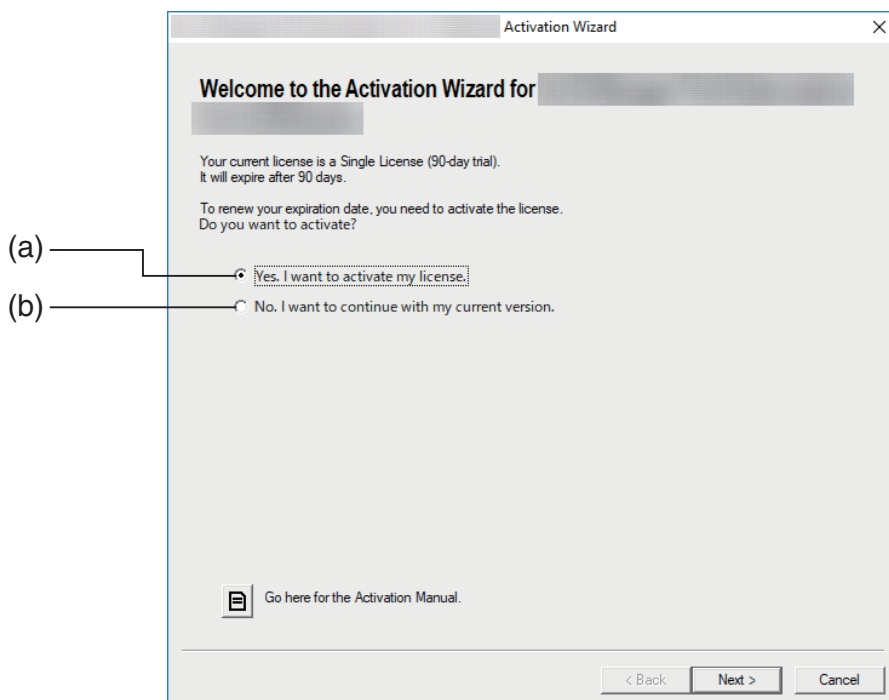 Activation Wizard
Welcome to the Activation Wizard for
Your current license is a Single License (90-day trial).
It will expire after 90 days.
To renew your expiration date, you need to activate the license.
Do you want to activate?
(a)
Yes. I want to activate my license.
(b)
No. I want to continue with my current version.
Go here for the Activation Manual.
< Back
Next >
Cancel